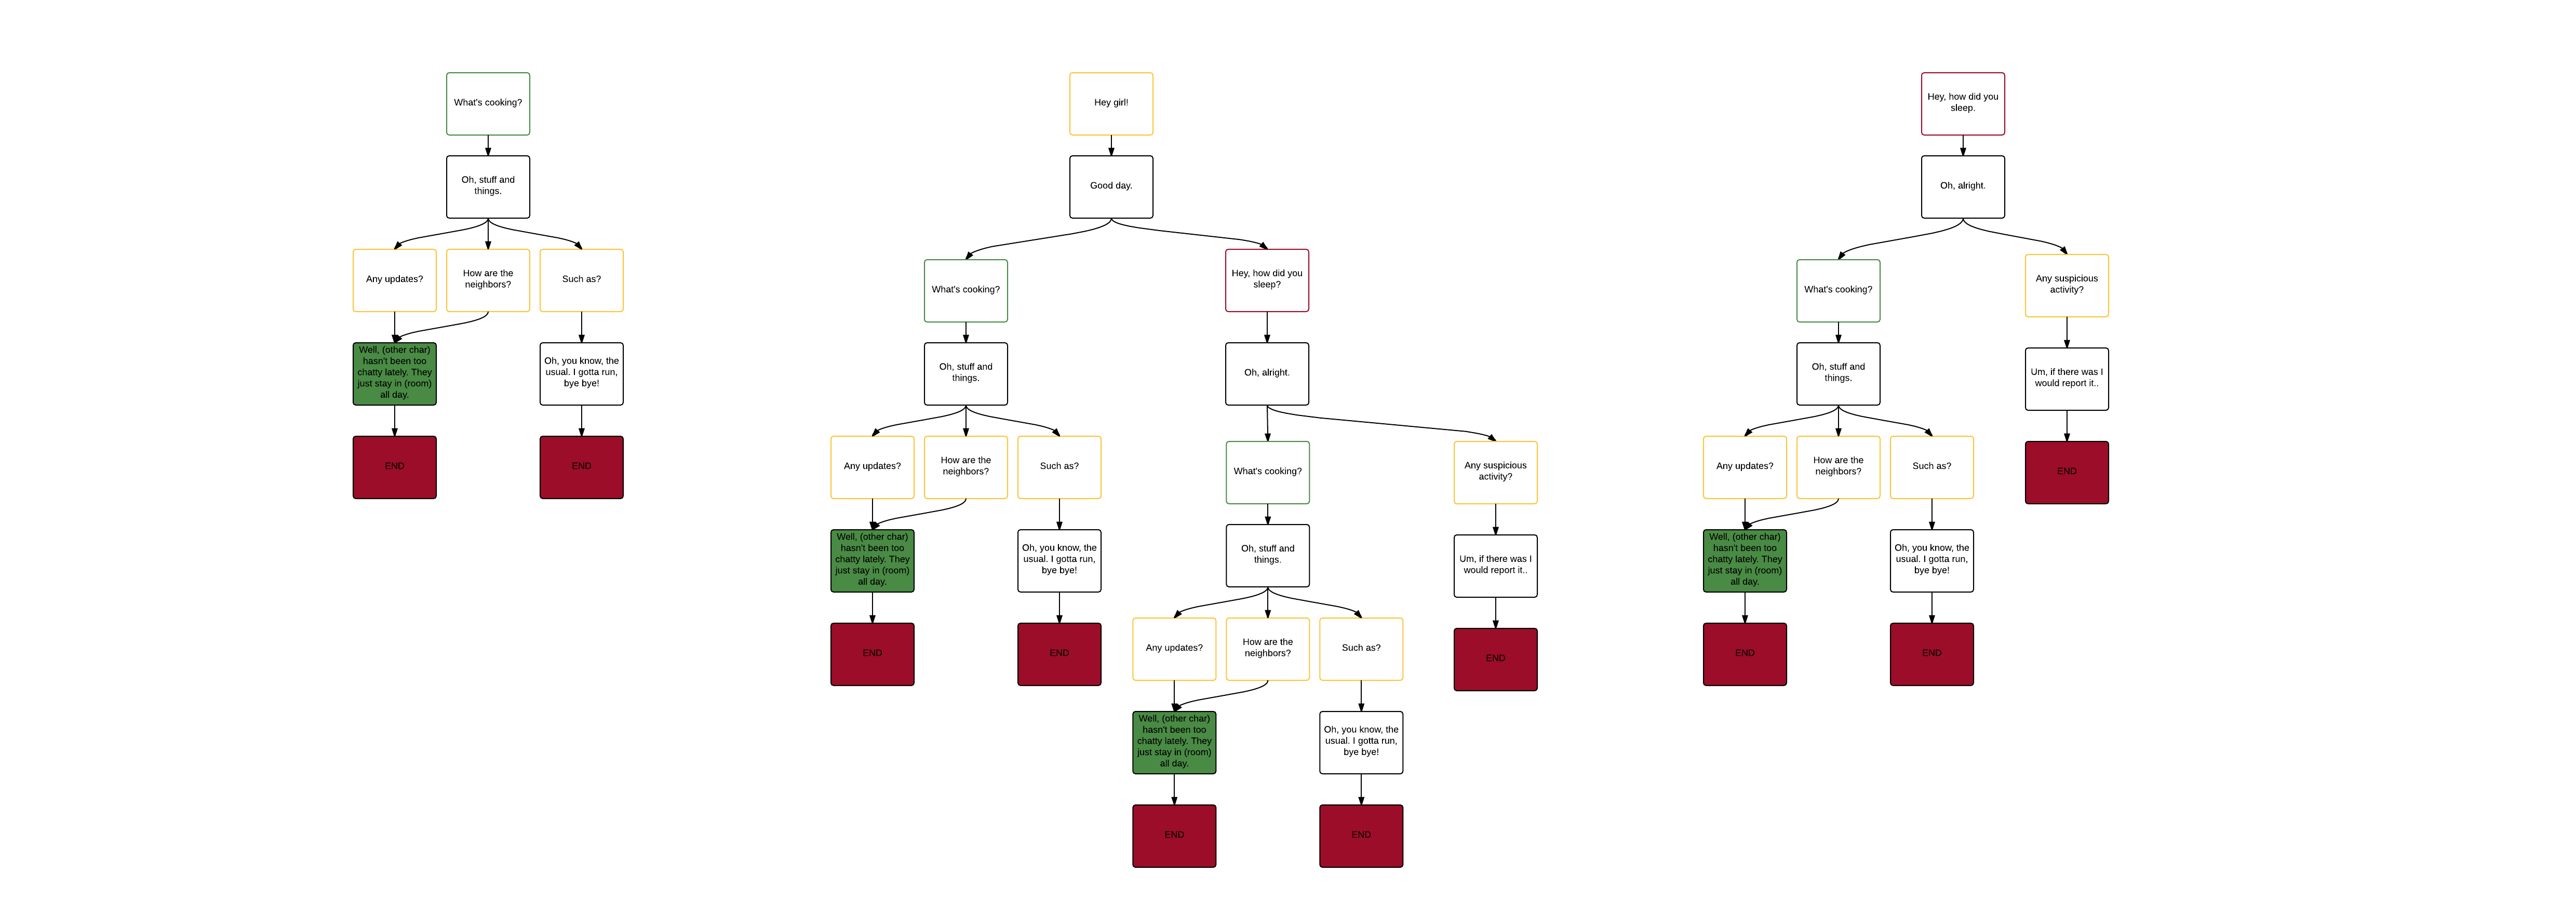 What's cooking?
Oh, stuff and
things.
Any updates?
How are the
neighbors?
Such as?
Well, (other char)
hasn't been too
chatty lately. They
just stay in (room)
all day.
Oh, you know, the
usual. I gotta run,
bye bye!
END
END
Hey girl!
Good day.
What's cooking?
Hey, how did you
sleep?
Oh, stuff and
things.
Oh, alright.
Any updates?
How are the
neighbors?
Such as?
What's cooking?
Any suspicious
activity?
Well, (other char)
hasn't been too
chatty lately. They
just stay in (room)
all day.
Oh, you know, the
usual. I gotta run,
bye bye!
Oh, stuff and
things.
Um, if there was I
would report it..
END
END
Any updates?
How are the
neighbors?
Such as?
END
Well, (other char)
hasn't been too
chatty lately. They
just stay in (room)
all day.
Oh, you know, the
usual. I gotta run,
bye bye!
END
END
Hey, how did you
sleep.
Oh, alright.
What's cooking?
Any suspicious
activity?
Oh, stuff and
things.
Um, if there was I
would report it..
Any updates?
How are the
neighbors?
Such as?
END
Well, (other char)
hasn't been too
chatty lately. They
just stay in (room)
all day.
Oh, you know, the
usual. I gotta run,
bye bye!
END
END